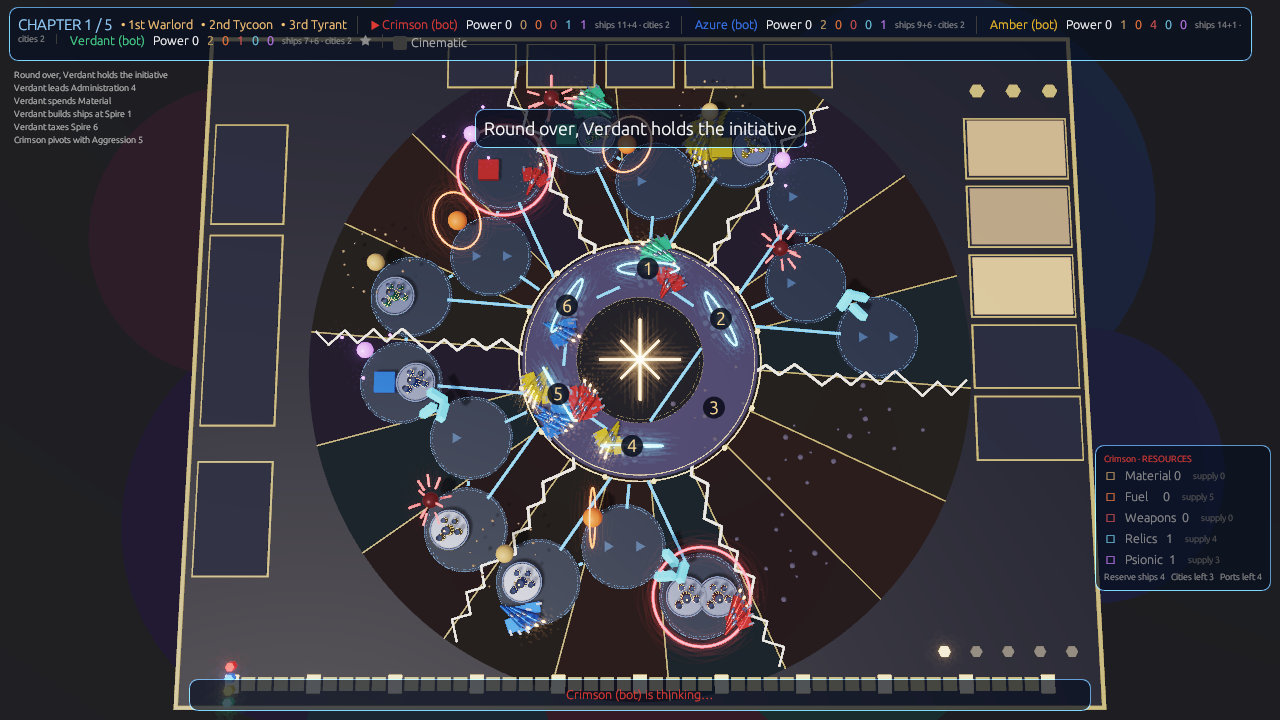 CHAPTER 1 / 5 • 1st Warlord • 2nd Tycoon • 3rd Tyrant ▶ Crimson (bot) Power 0 0 0 0 1 1 ships 11+4 · cities 2 Azure (bot) Power 0 2 0 0 0 1 ships 9+6 · cities 2 Amber (bot) Power 0 1 0 4 0 0 ships 14+1 ·
cities 2 Verdant (bot) Power 0 2 0 1 0 0 ships 7+6 · cities 2 ★ Cinematic
Round over, Verdant holds the initiative
Verdant leads Administration 4
Verdant spends Material
Verdant builds ships at Spire 1
Verdant taxes Spire 6
Crimson pivots with Aggression 5
Round over, Verdant holds the initiative
1
2
3
4
5
6
Crimson · RESOURCES
Material 0 supply 0
Fuel 0 supply 5
Weapons 0 supply 0
Relics 1 supply 4
Psionic 1 supply 3
Reserve ships 4 Cities left 3 Ports left 4
Crimson (bot) is thinking...